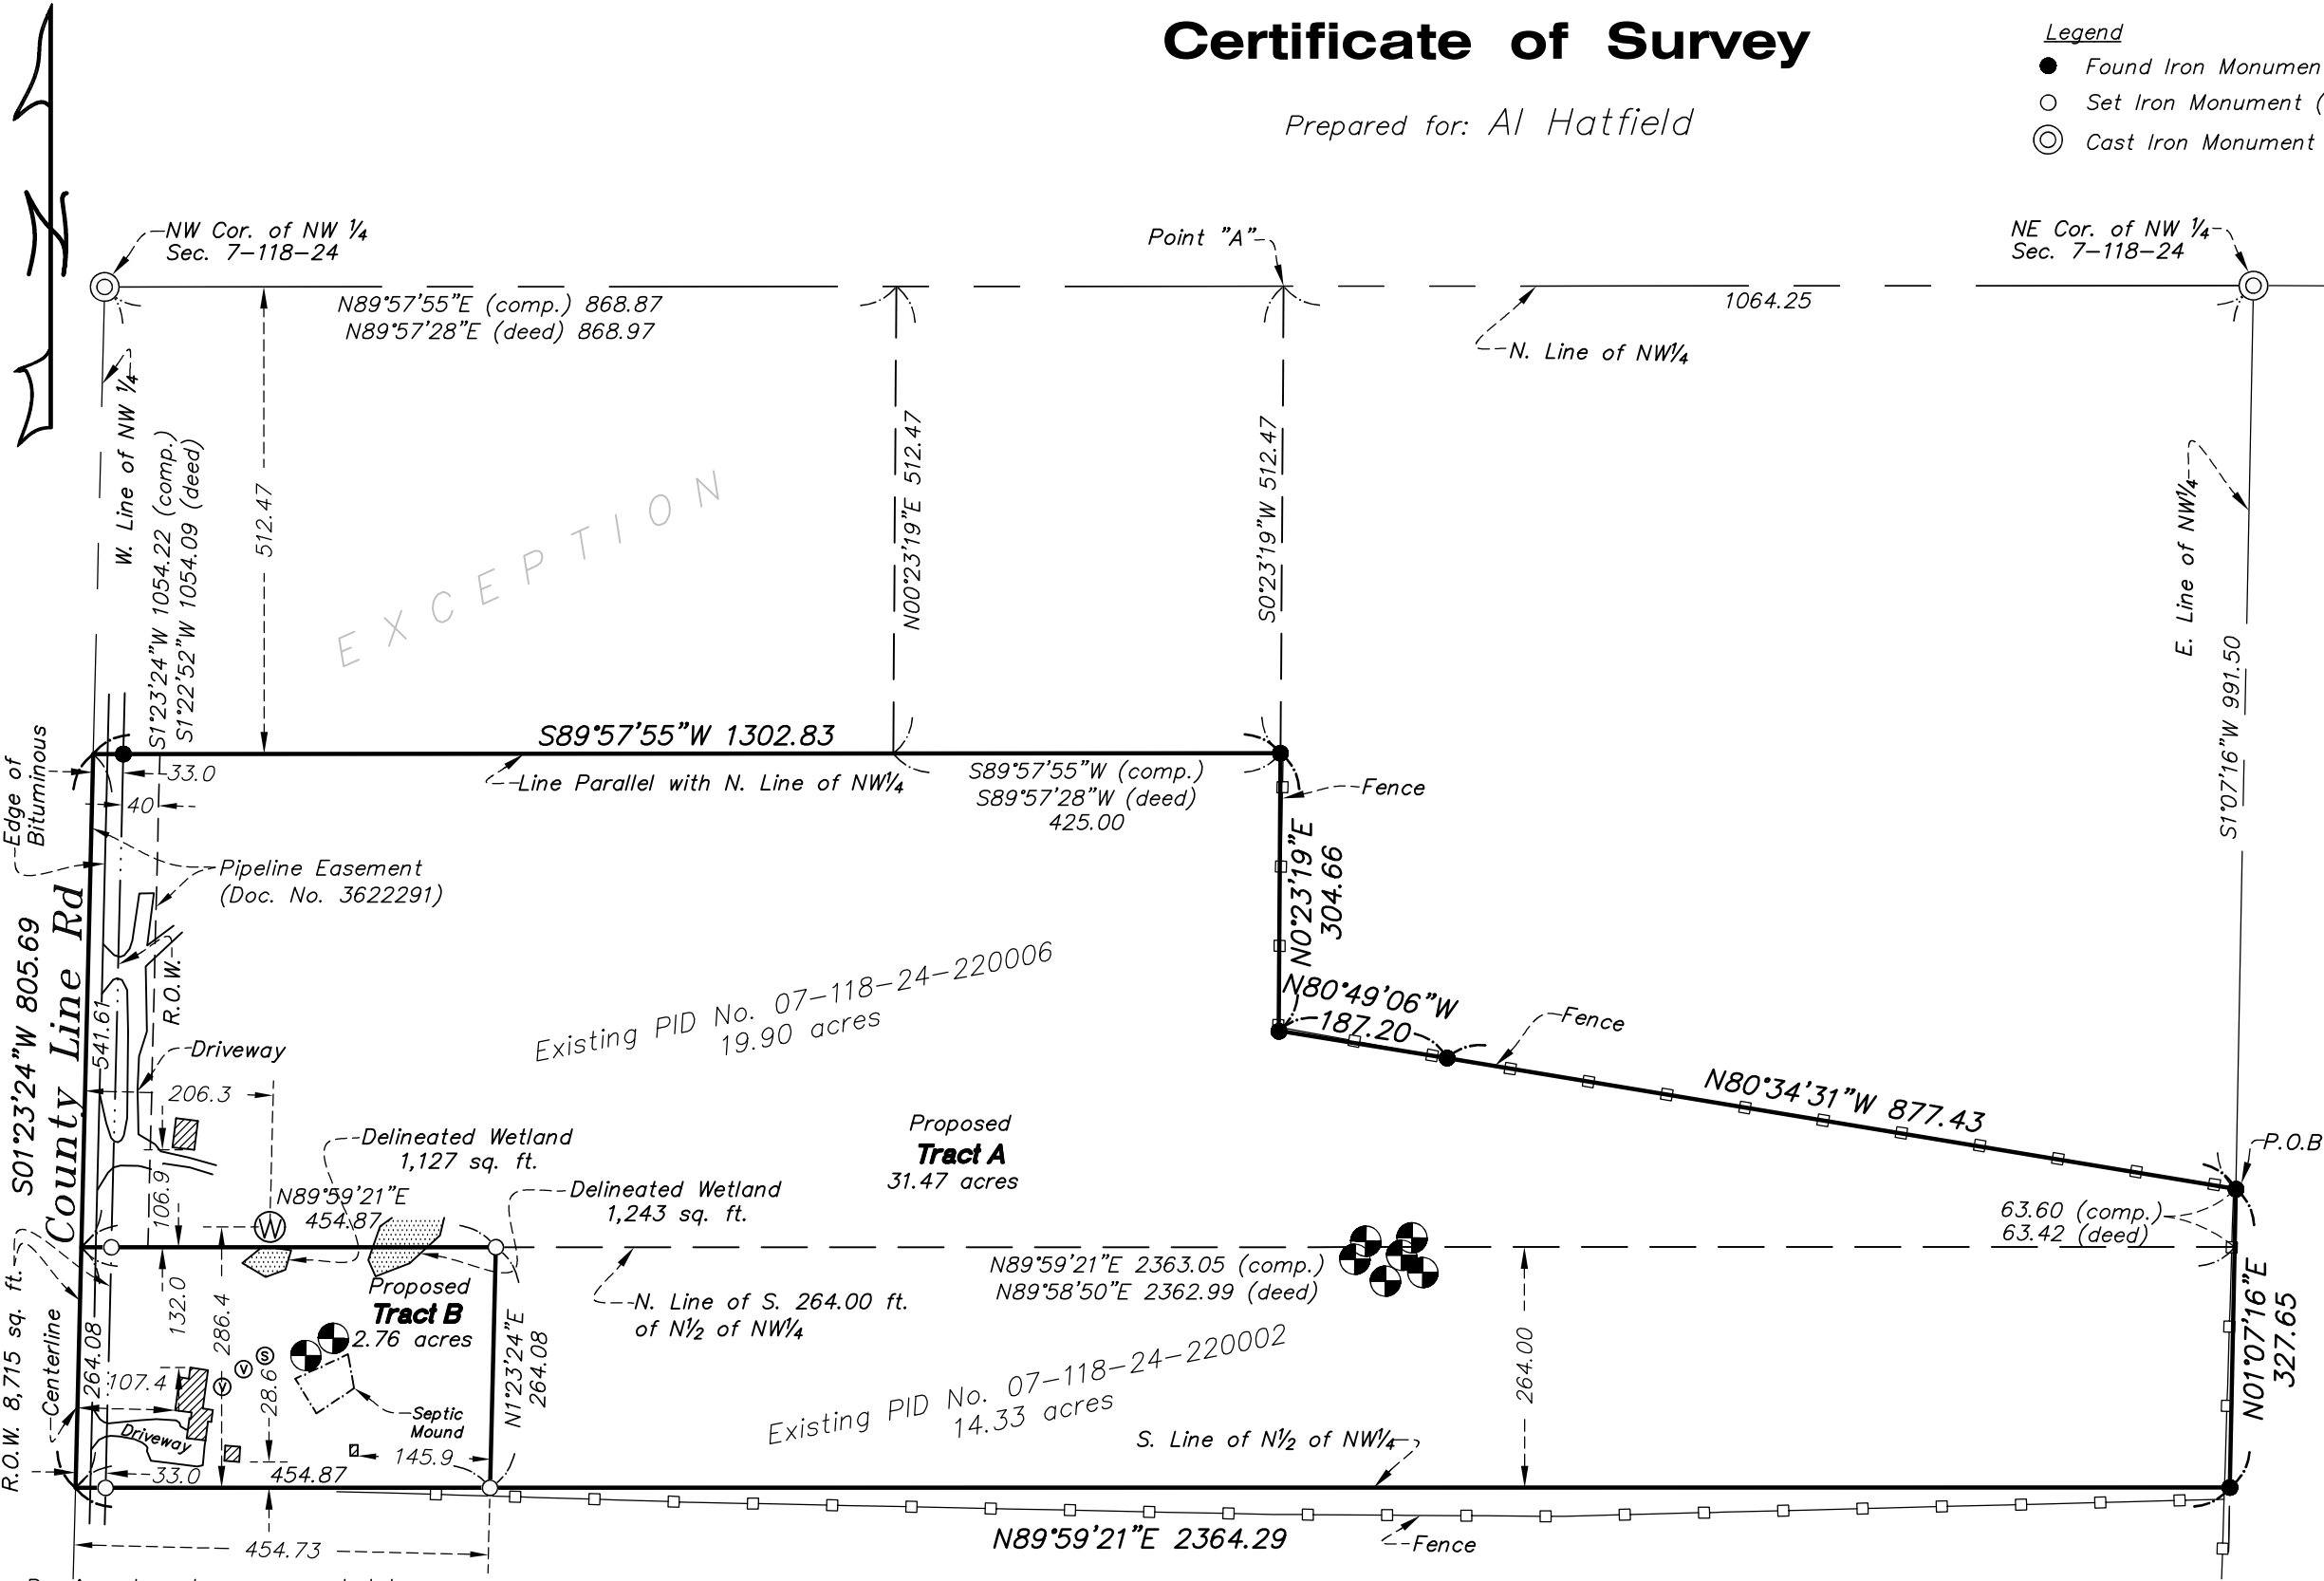 Certificate of Survey
Prepared for: Al Hatfield
Legend
Found Iron Monumen
Set Iron Monument (
Cast Iron Monument
N
NW Cor. of NW ¼
Sec. 7-118-24
Point "A"
NE Cor. of NW ¼
Sec. 7-118-24
N89°57'55"E (comp.) 868.87
N89°57'28"E (deed) 868.97
1064.25
N. Line of NW¼
W. Line of NW ¼
S1°23'24"W 1054.22 (comp.)
S1°22'52"W 1054.09 (deed)
512.47
EXCEPTION
N00°23'19"E 512.47
S0°23'19"W 512.47
E. Line of NW¼
S1°07'16"W 991.50
S89°57'55"W 1302.83
Line Parallel with N. Line of NW¼
S89°57'55"W (comp.)
S89°57'28"W (deed)
425.00
Fence
Edge of
Bituminous
33.0
40
Pipeline Easement
(Doc. No. 3622291)
N0°23'19"E
304.66
S01°23'24"W 805.69
County Line Rd
541.61
R.O.W.
Existing PID No. 07-118-24-220006
19.90 acres
N80°49'06"W
187.20
Fence
Driveway
206.3
N80°34'31"W 877.43
P.O.B
Proposed
Tract A
31.47 acres
Delineated Wetland
1,127 sq. ft.
Delineated Wetland
1,243 sq. ft.
106.9
N89°59'21"E
454.87
W
63.60 (comp.)
63.42 (deed)
N89°59'21"E 2363.05 (comp.)
N89°58'50"E 2362.99 (deed)
N. Line of S. 264.00 ft.
of N½ of NW¼
R.O.W. 8,715 sq. ft.
Centerline
264.08
132.0
286.4
Proposed
Tract B
2.76 acres
N1°23'24"E
264.08
264.00
N01°07'16"E
327.65
S
V
V
107.4
28.6
Septic
Mound
Driveway
Existing PID No. 07-118-24-220002
14.33 acres
S. Line of N½ of NW¼
145.9
33.0
454.87
N89°59'21"E 2364.29
Fence
454.73